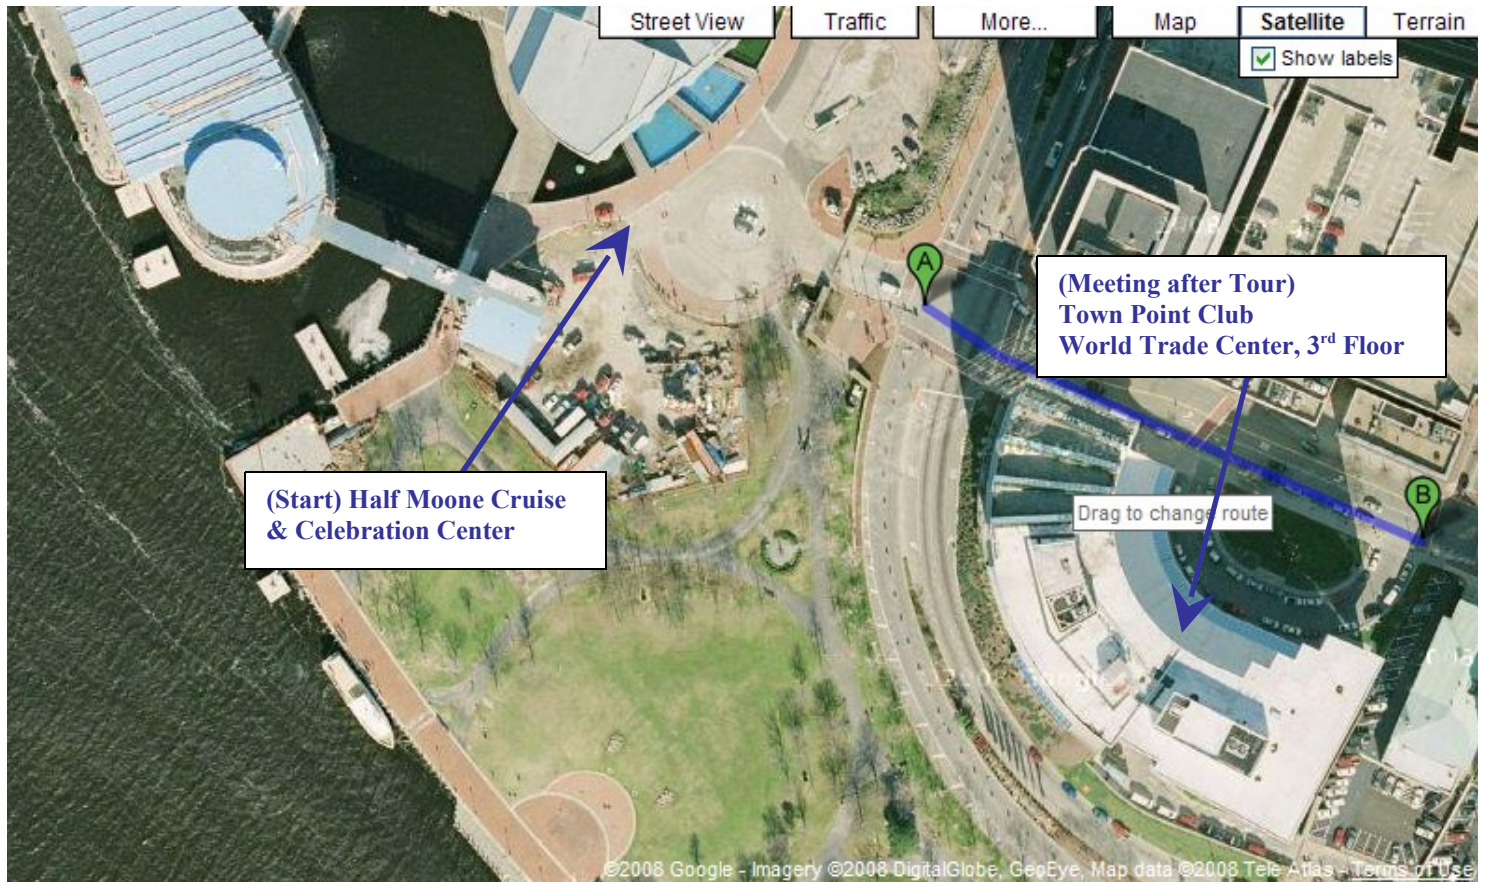 Street View
Traffic
More...
Map
Satellite
Terrain
Show labels
A
(Meeting after Tour)
Town Point Club
World Trade Center, 3rd Floor
(Start) Half Moone Cruise
& Celebration Center
B
Drag to change route
Google
©2008 Google - Imagery ©2008 DigitalGlobe, GeoEye, Map data ©2008 Tele Atlas - Terms of Use